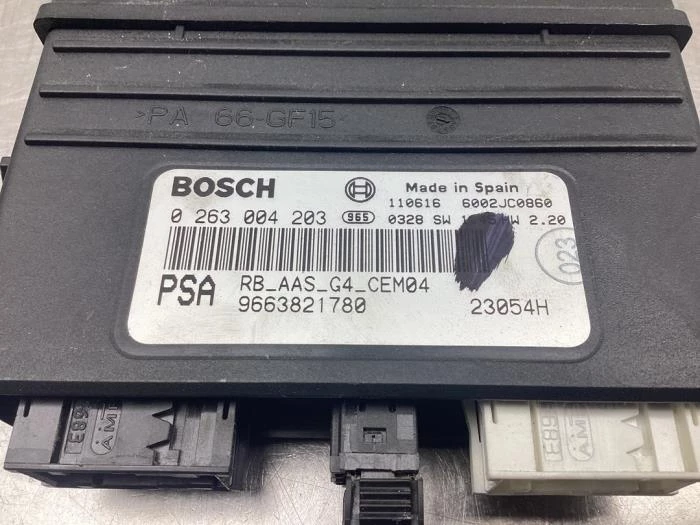 >PA 66-GF15<
BOSCH
Made in Spain
110616 6002JC0860
0 263 004 203 965 0328 SW HW 2.20
023
PSA RB_AAS_G4_CEM04
9663821780 23054H